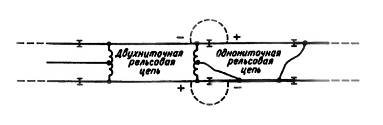 - +
Двухниточная
рельсовая
цепь
Однониточная
рельсовая
цепь
+ -